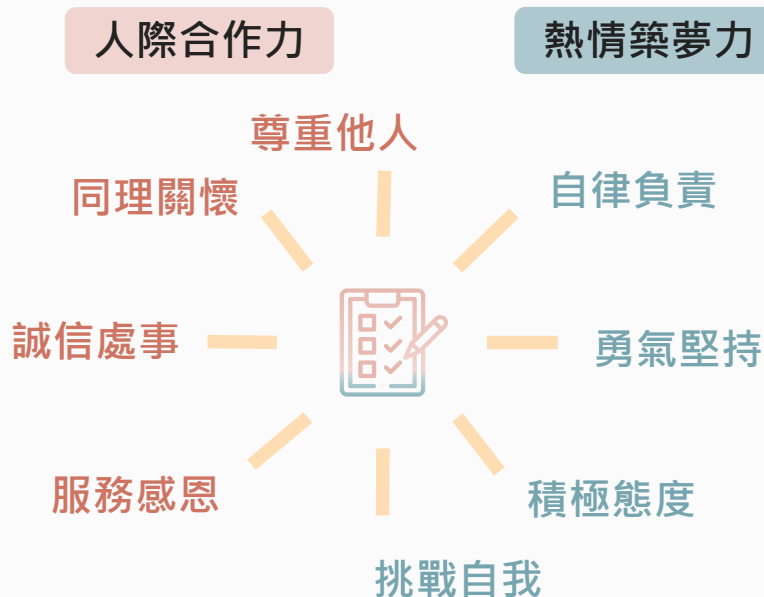 人際合作力
熱情築夢力
尊重他人
同理關懷
自律負責
誠信處事
勇氣堅持
服務感恩
積極態度
挑戰自我